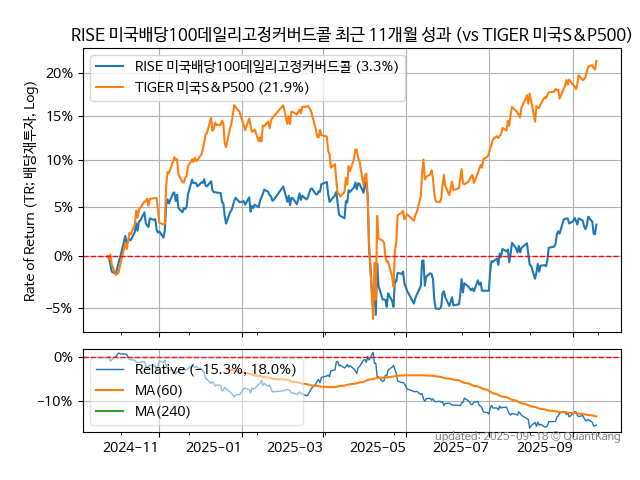 RISE 미국배당100데일리고정커버드콜 최근 11개월 성과 (vs TIGER 미국S&P500)
Rate of Return (TR: 배당재투자, Log)
RISE 미국배당100데일리고정커버드콜 (3.3%)
TIGER 미국S&P500 (21.9%)
20%
15%
10%
5%
0%
−5%
Relative (−15.3%, 18.0%)
MA(60)
MA(240)
0%
−10%
updated: 2025-09-18 © QuantKang
2024-11
2025-01
2025-03
2025-05
2025-07
2025-09